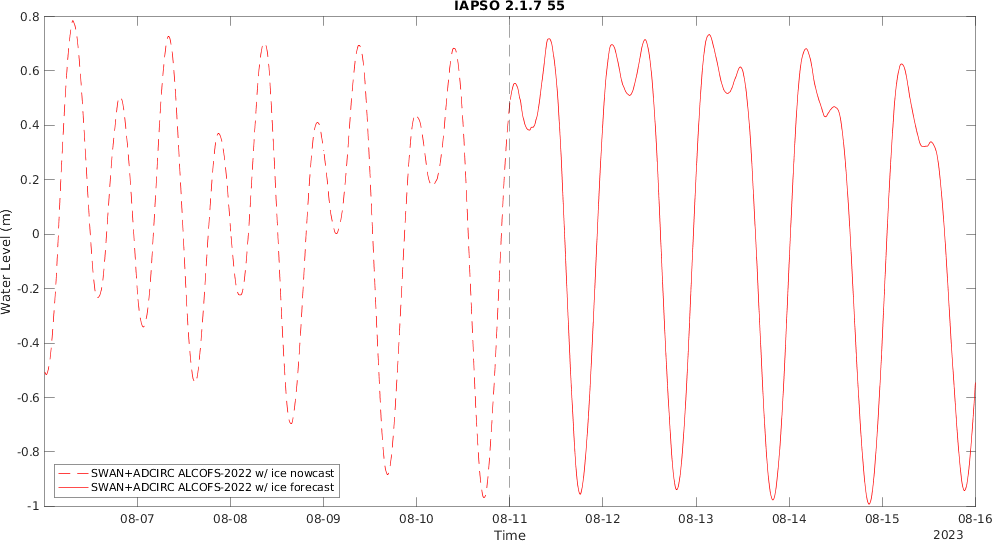 IAPSO 2.1.7 55
0.8
0.6
0.4
0.2
0
-0.2
-0.4
-0.6
-0.8
-1
Water Level (m)
SWAN+ADCIRC ALCOFS-2022 w/ ice nowcast
SWAN+ADCIRC ALCOFS-2022 w/ ice forecast
08-07 08-08 08-09 08-10 08-11 08-12 08-13 08-14 08-15 08-16
Time
2023